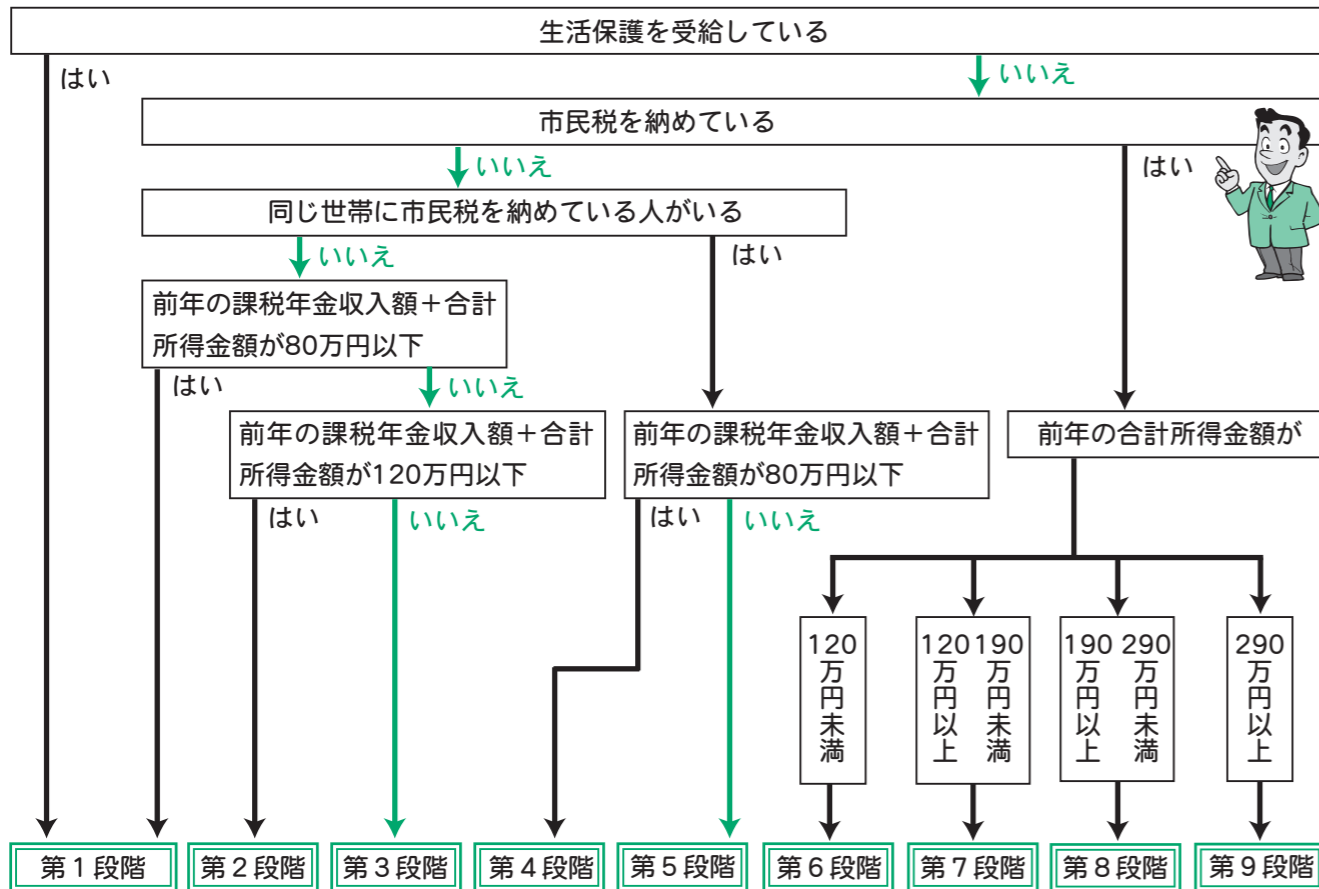 生活保護を受給している
はい
いいえ
市民税を納めている
いいえ
はい
同じ世帯に市民税を納めている人がいる
いいえ
はい
前年の課税年金収入額＋合計
所得金額が80万円以下
はい
いいえ
前年の課税年金収入額＋合計
所得金額が120万円以下
前年の課税年金収入額＋合計
所得金額が80万円以下
前年の合計所得金額が
はい
いいえ
はい
いいえ
120万円未満
120万円以上
190万円未満
190万円以上
290万円未満
290万円以上
第１段階
第２段階
第３段階
第４段階
第５段階
第６段階
第７段階
第８段階
第９段階